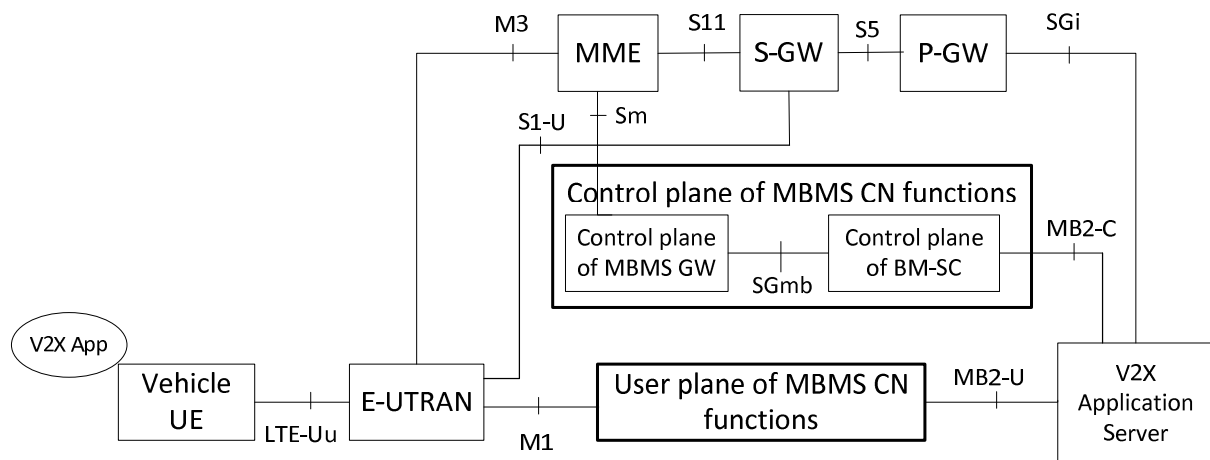 M3
S11
S5
SGi
MME
S-GW
P-GW
S1-U
Sm
Control plane of MBMS CN functions
Control plane
of MBMS GW
SGmb
Control plane
of BM-SC
MB2-C
V2X App
Vehicle
UE
LTE-Uu
E-UTRAN
M1
User plane of MBMS CN
functions
MB2-U
V2X
Application
Server